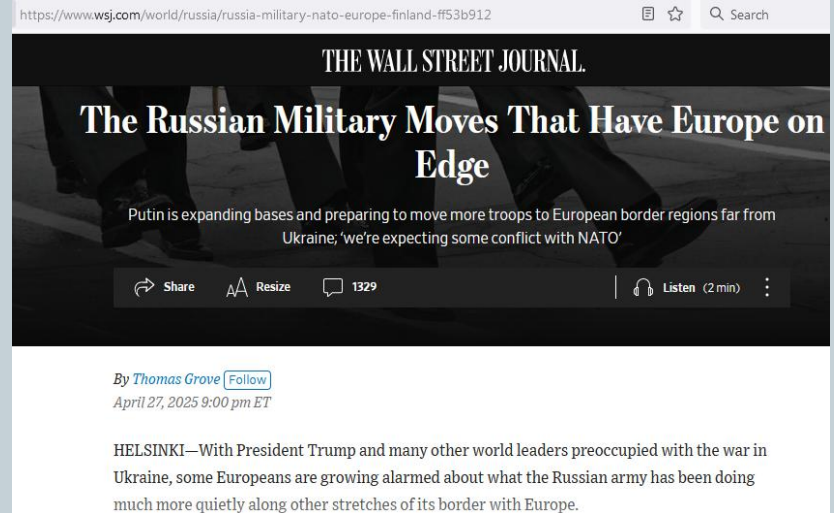 https://www.wsj.com/world/russia/russia-military-nato-europe-finland-ff53b912
Search
THE WALL STREET JOURNAL.
The Russian Military Moves That Have Europe on
Edge
Putin is expanding bases and preparing to move more troops to European border regions far from
Ukraine; ‘we’re expecting some conflict with NATO’
Share AA Resize 1329 Listen (2 min)
By Thomas Grove Follow
April 27, 2025 9:00 pm ET
HELSINKI—With President Trump and many other world leaders preoccupied with the war in
Ukraine, some Europeans are growing alarmed about what the Russian army has been doing
much more quietly along other stretches of its border with Europe.